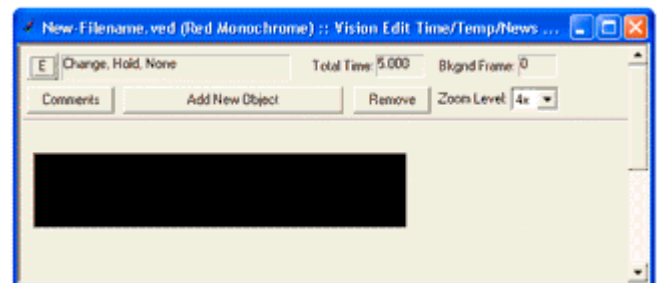 New-Filename.ved (Red Monochrome) :: Vision Edit Time/Temp/News ...
E Change, Hold, None Total Time: 5.000 Bkgnd Frame: 0
Comments Add New Object Remove Zoom Level: 4x